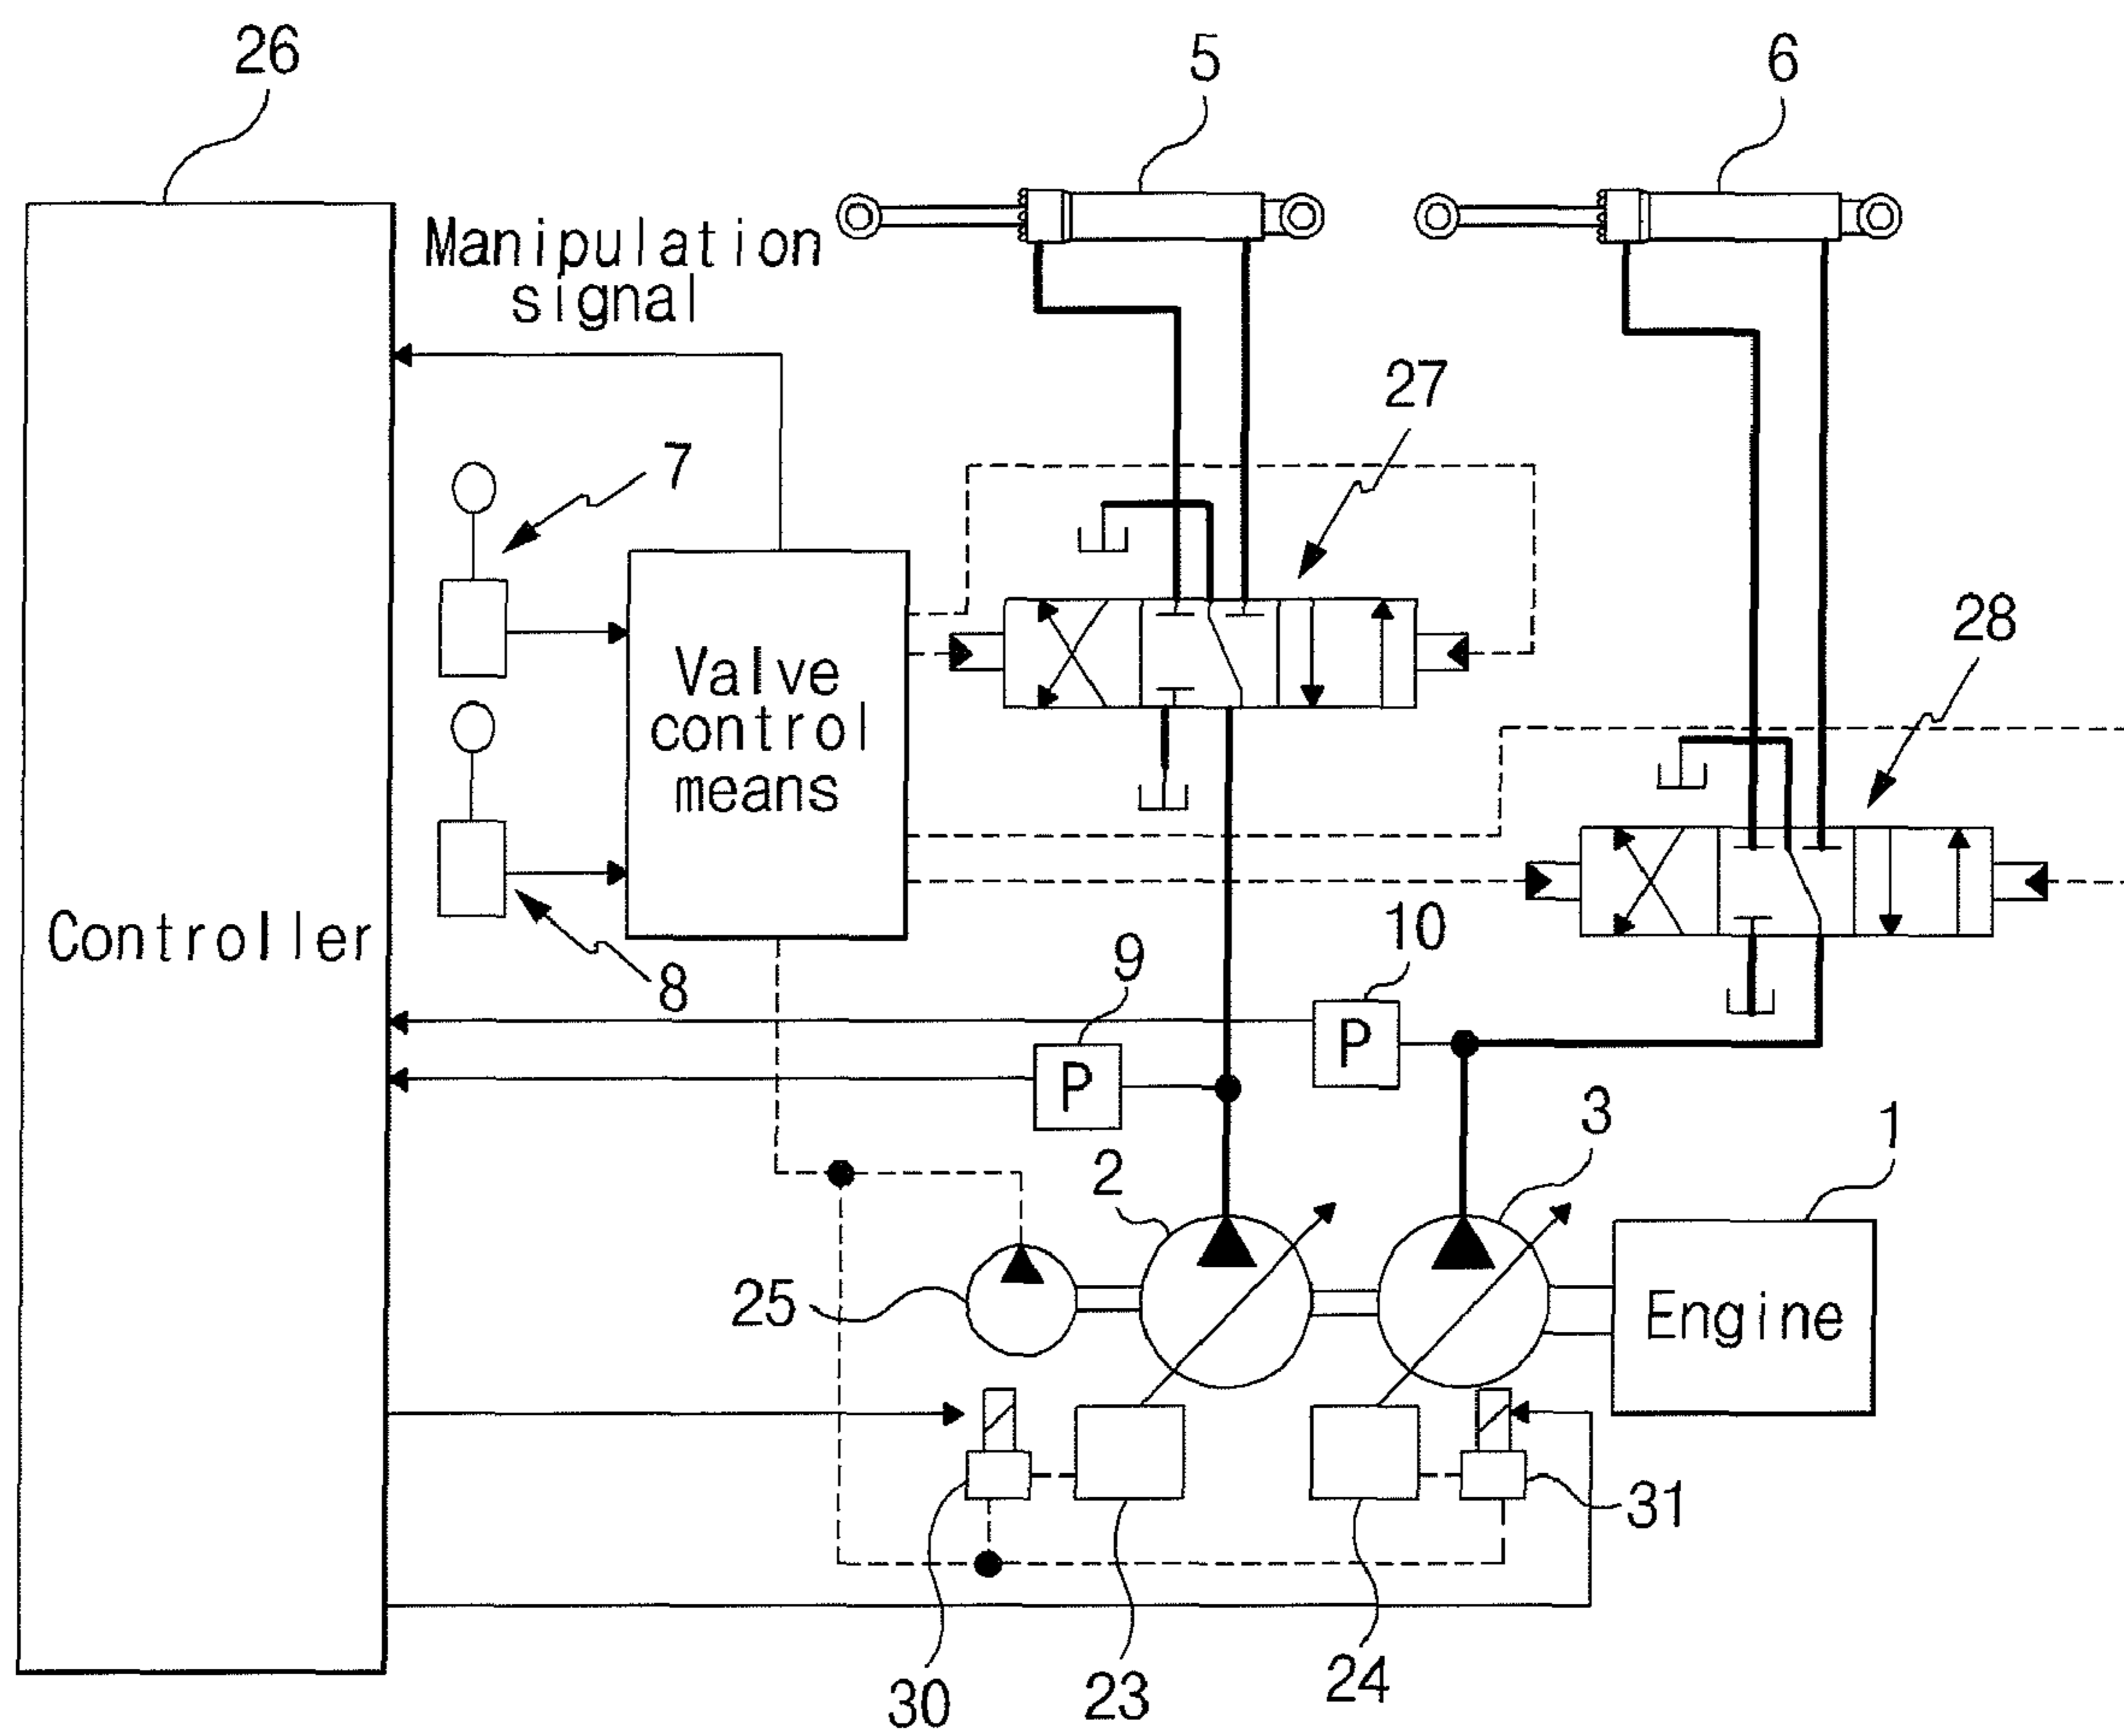 26
5
6
Manipulation
signal
27
7
28
Valve
control
means
Controller
8
9
10
P
P
2
3
1
25
Engine
30
23
24
31